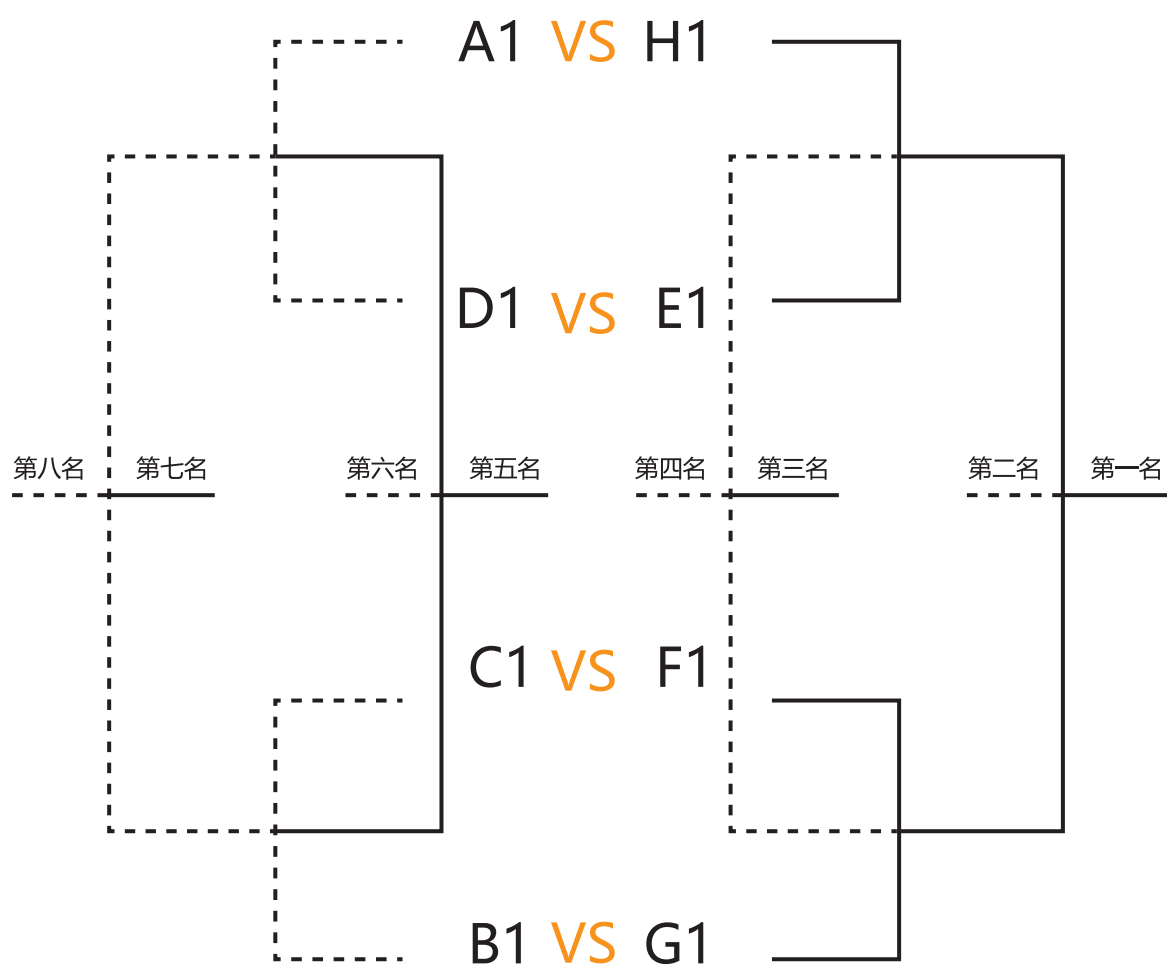 A1 VS H1
D1 VS E1
第八名 第七名 第六名 第五名 第四名 第三名 第二名 第一名
C1 VS F1
B1 VS G1